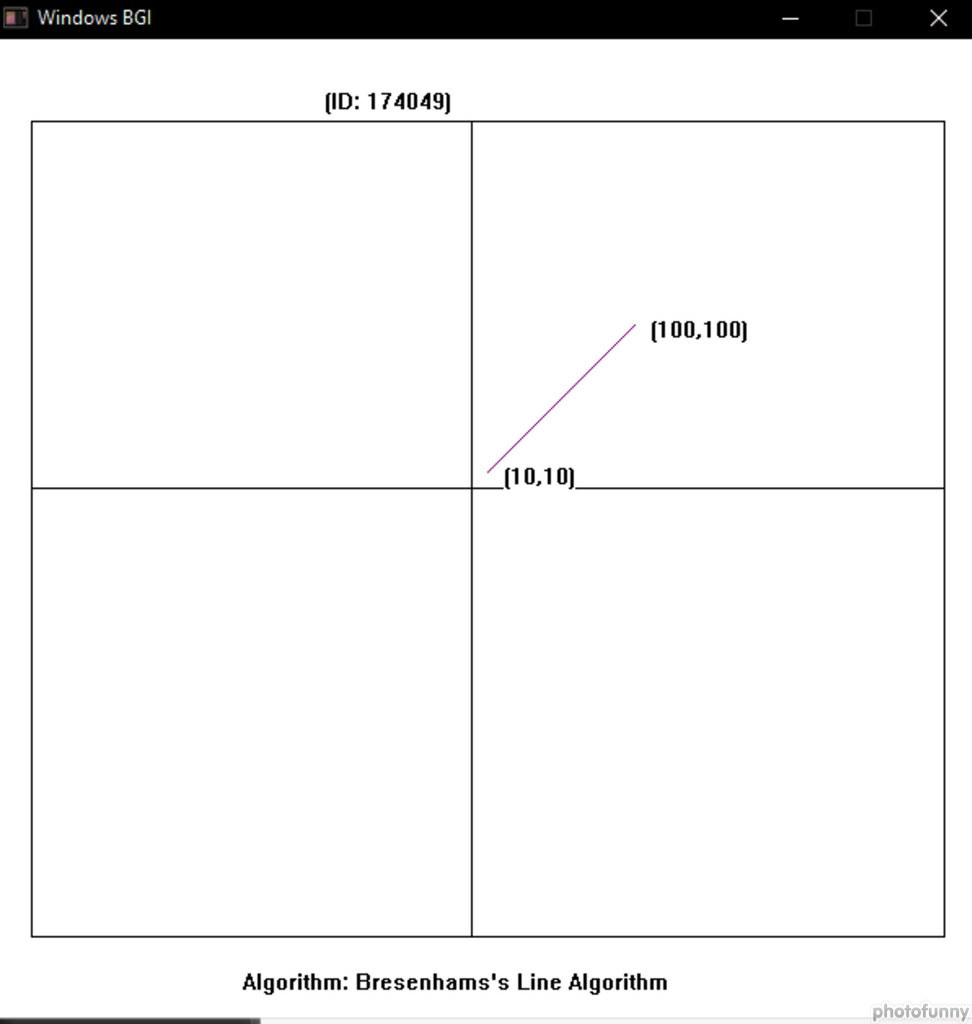 Windows BGI
(ID: 174049)
(100,100)
(10,10)
Algorithm: Bresenhams's Line Algorithm
photofunny